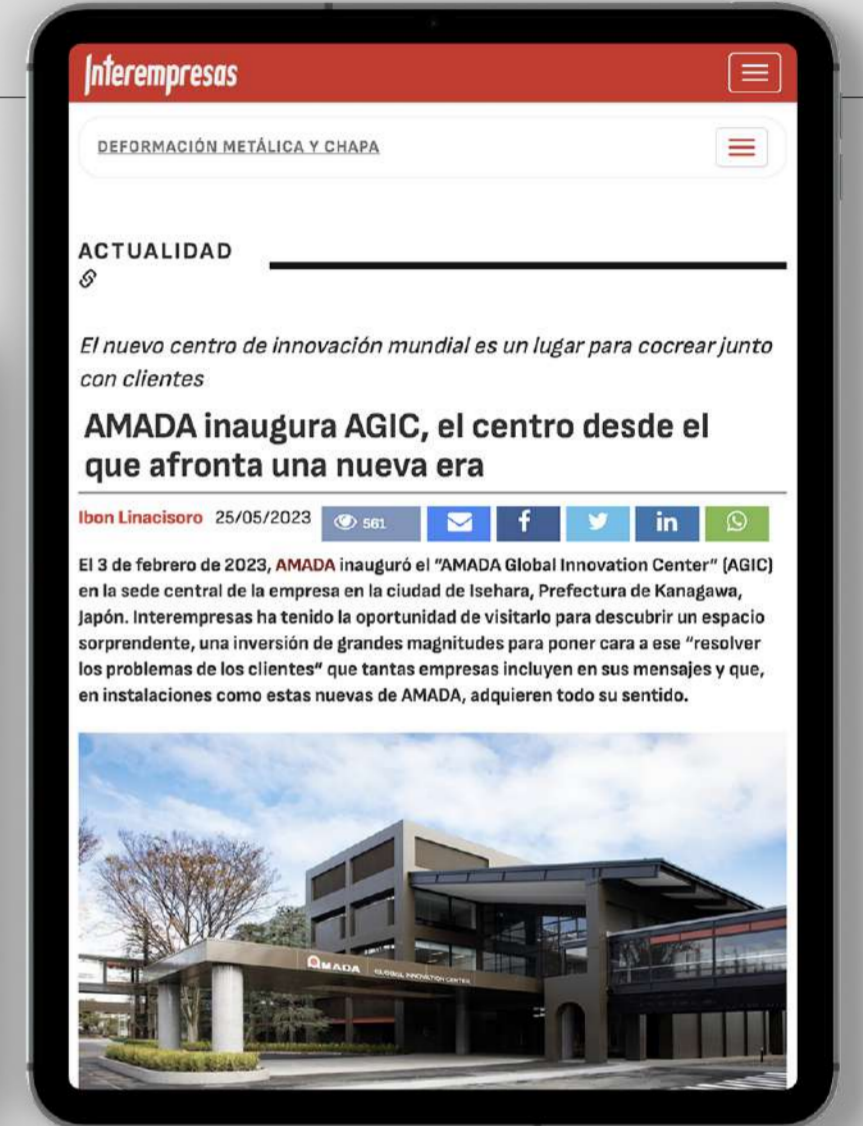 Interempresas
DEFORMACIÓN METÁLICA Y CHAPA
ACTUALIDAD
El nuevo centro de innovación mundial es un lugar para cocrear junto
con clientes
AMADA inaugura AGIC, el centro desde el
que afronta una nueva era
Ibon Linacisoro 25/05/2023 561
El 3 de febrero de 2023, AMADA inauguró el "AMADA Global Innovation Center" (AGIC)
en la sede central de la empresa en la ciudad de Isehara, Prefectura de Kanagawa,
Japón. Interempresas ha tenido la oportunidad de visitarlo para descubrir un espacio
sorprendente, una inversión de grandes magnitudes para poner cara a ese “resolver
los problemas de los clientes” que tantas empresas incluyen en sus mensajes y que,
en instalaciones como estas nuevas de AMADA, adquieren todo su sentido.
AMADA GLOBAL INNOVATION CENTER